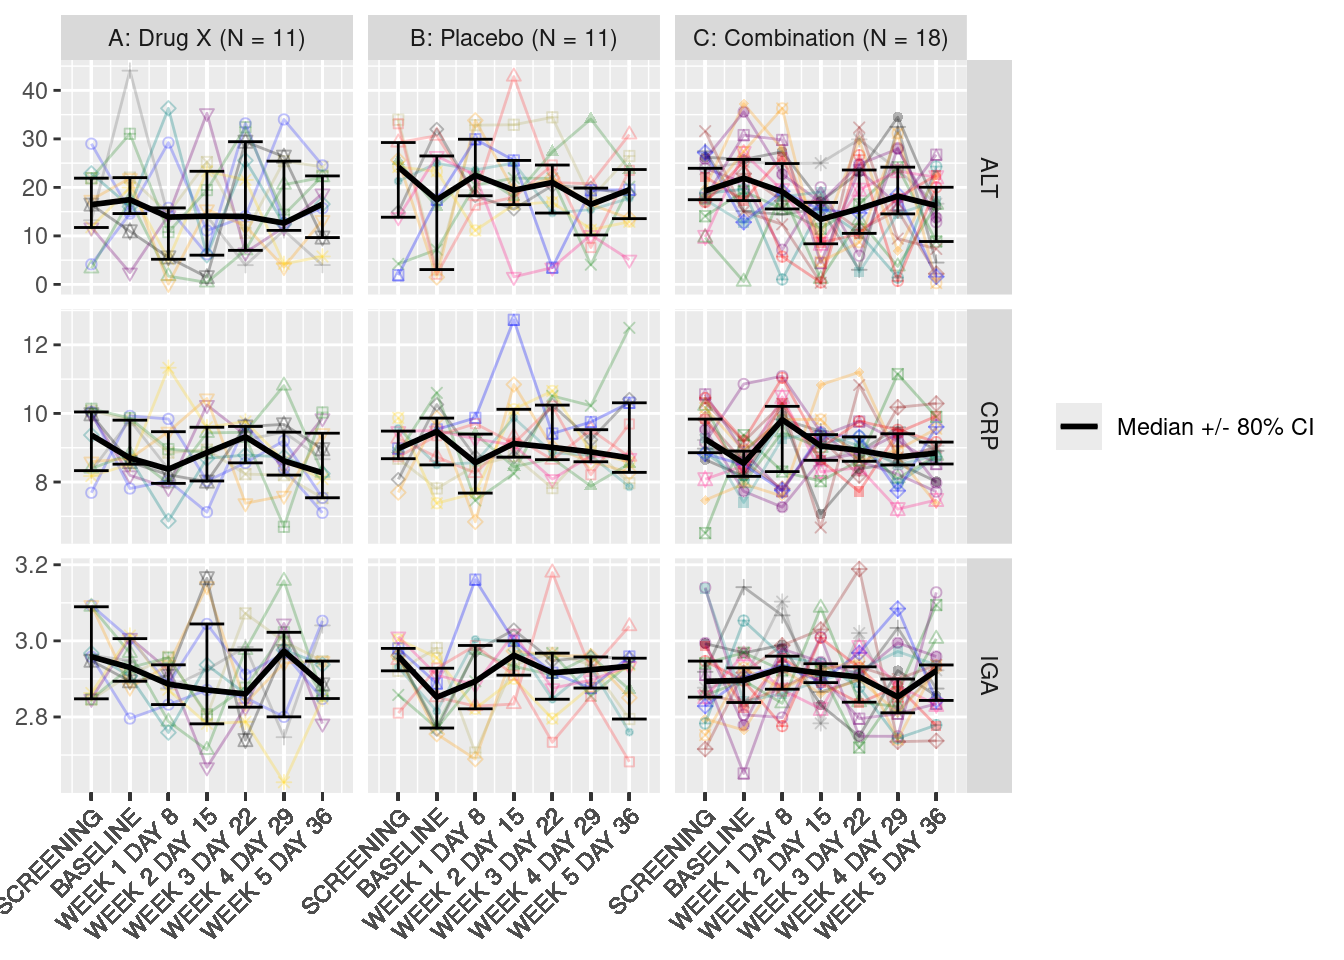 A: Drug X (N = 11)
B: Placebo (N = 11)
C: Combination (N = 18)
40
30
20
10
0
ALT
12
10
8
CRP
Median +/- 80% CI
3.2
3.0
2.8
IGA
SCREENING
BASELINE
WEEK 1 DAY 8
WEEK 2 DAY 15
WEEK 3 DAY 22
WEEK 4 DAY 29
WEEK 5 DAY 36
SCREENING
BASELINE
WEEK 1 DAY 8
WEEK 2 DAY 15
WEEK 3 DAY 22
WEEK 4 DAY 29
WEEK 5 DAY 36
SCREENING
BASELINE
WEEK 1 DAY 8
WEEK 2 DAY 15
WEEK 3 DAY 22
WEEK 4 DAY 29
WEEK 5 DAY 36